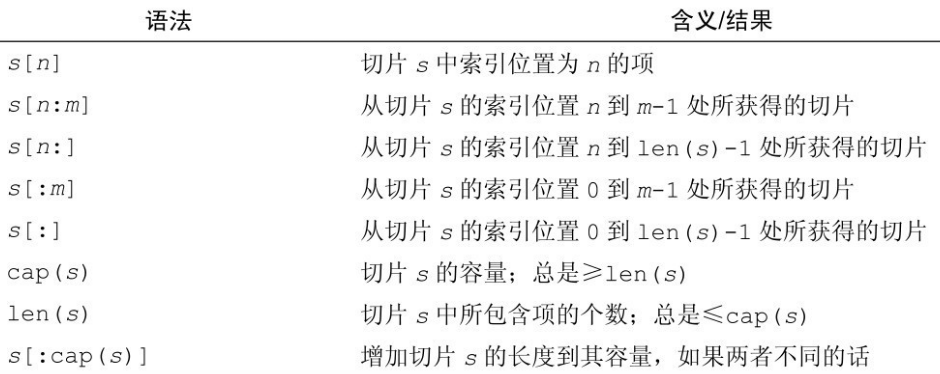 语法 含义/结果
s[n] 切片 s 中索引位置为 n 的项
s[n:m] 从切片 s 的索引位置 n 到 m-1 处所获得的切片
s[n:] 从切片 s 的索引位置 n 到 len(s)-1 处所获得的切片
s[:m] 从切片 s 的索引位置 0 到 m-1 处所获得的切片
s[:] 从切片 s 的索引位置 0 到 len(s)-1 处所获得的切片
cap(s) 切片 s 的容量；总是≥len(s)
len(s) 切片 s 中所包含项的个数；总是≤cap(s)
s[:cap(s)] 增加切片 s 的长度到其容量，如果两者不同的话